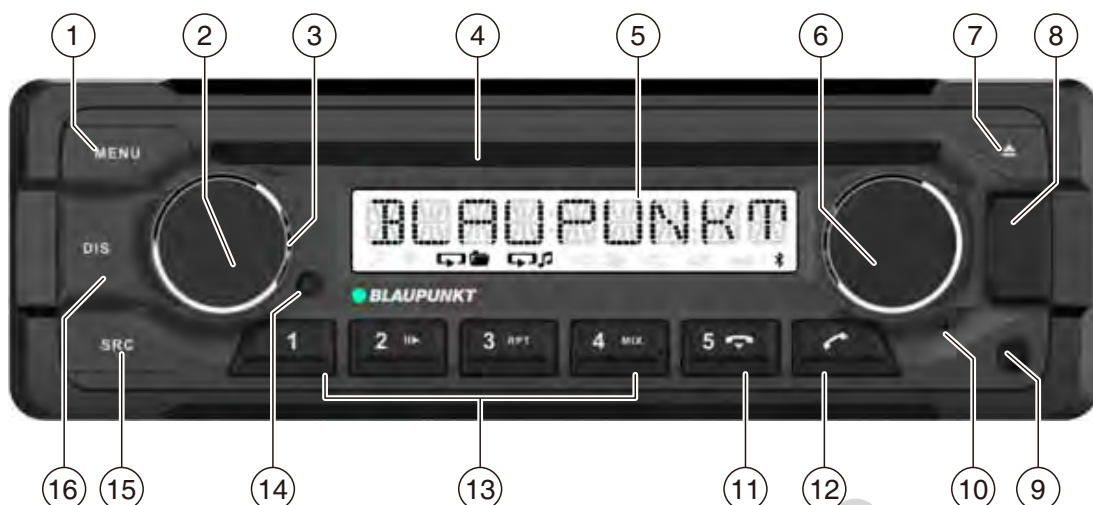 1 2 3 4 5 6 7 8
MENU
BLAUPUNKT
DIS
BLAUPUNKT
SRC
1 2 3 RPT 4 MIX 5
16 15 14 13 11 12 10 9